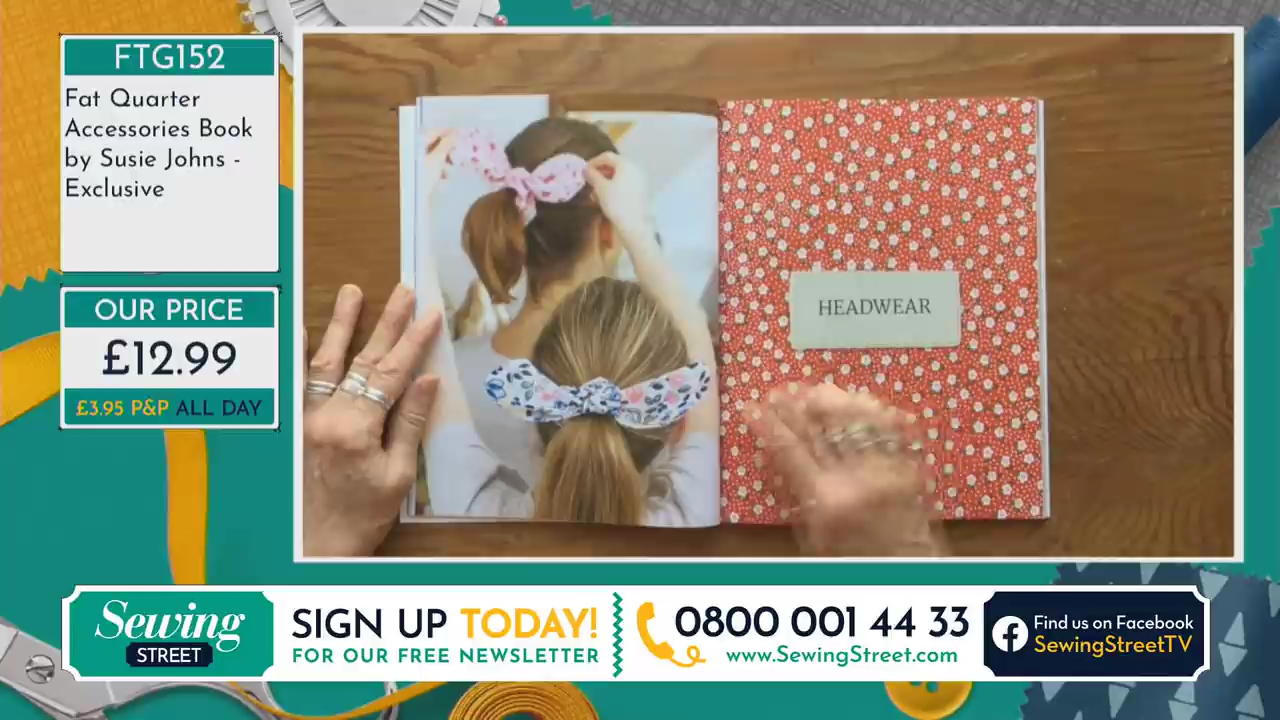 FTG152
Fat Quarter
Accessories Book
by Susie Johns -
Exclusive
OUR PRICE
£12.99
£3.95 P&P ALL DAY
HEADWEAR
Sewing
STREET
SIGN UP TODAY!
FOR OUR FREE NEWSLETTER
0800 001 44 33
www.SewingStreet.com
Find us on Facebook
SewingStreetTV